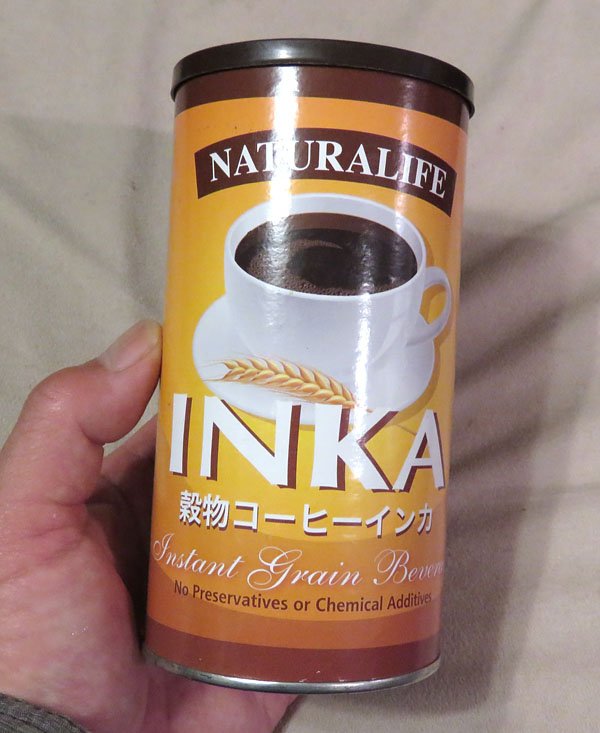 NATURALIFE
INKA
穀物コーヒーインカ
Instant Grain
No Preservatives or Chemical Additives